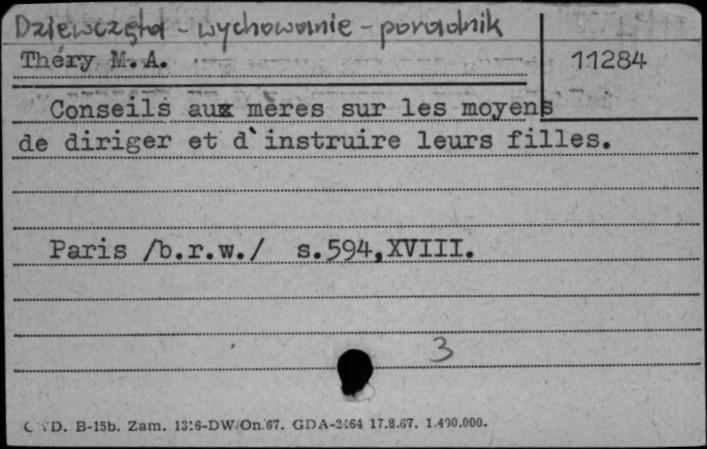 Dziewczęta - wychowanie - poradnik
Théry M.A.
11284
Conseils aux mères sur les moyens
de diriger et d`instruire leurs filles.
Paris /b.r.w./ s.594,XVIII.
3
B-15b. Zam. 1316-DW/On.67. GDA-2464 17.8.67. 1.400.000.